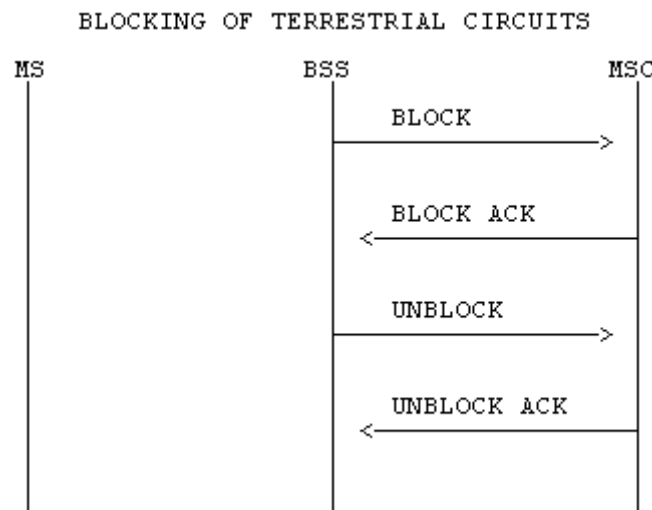 BLOCKING OF TERRESTRIAL CIRCUITS
MS BSS MSC
BLOCK
BLOCK ACK
UNBLOCK
UNBLOCK ACK